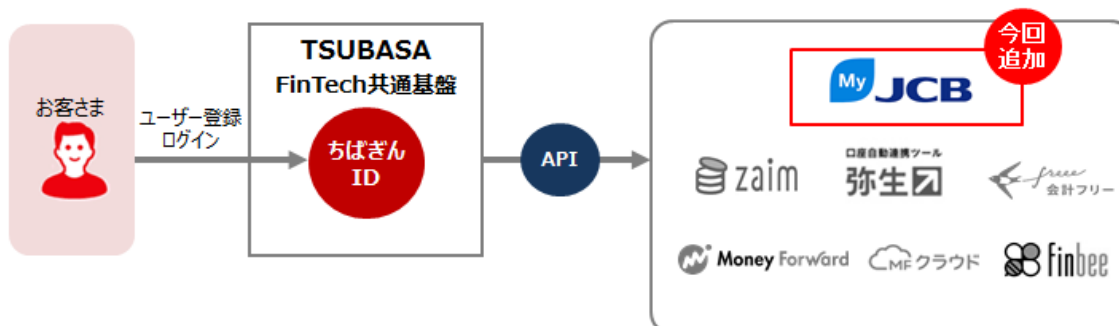 お客さま
ユーザー登録
ログイン
TSUBASA
FinTech共通基盤
ちばぎん
ID
API
今回
追加
My JCB
zaim
口座自動連携ツール
弥生
freee
会計フリー
Money Forward
MFクラウド
finbee